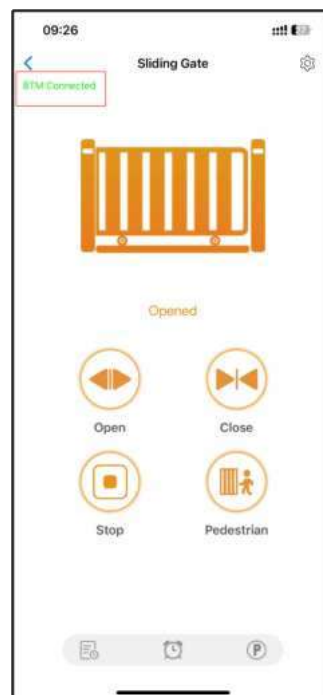 09:26
Sliding Gate
BTM Connected
Opened
Open
Close
Stop
Pedestrian
P